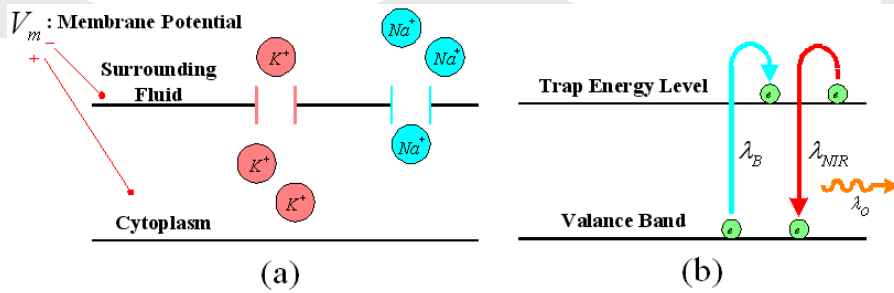 V_m : Membrane Potential
−
+
Surrounding
Fluid
K⁺
Na⁺
Na⁺
K⁺
K⁺
Na⁺
Cytoplasm
(a)
Trap Energy Level
e
e
λ_B
λ_NIR
λ_O
Valance Band
e
e
(b)